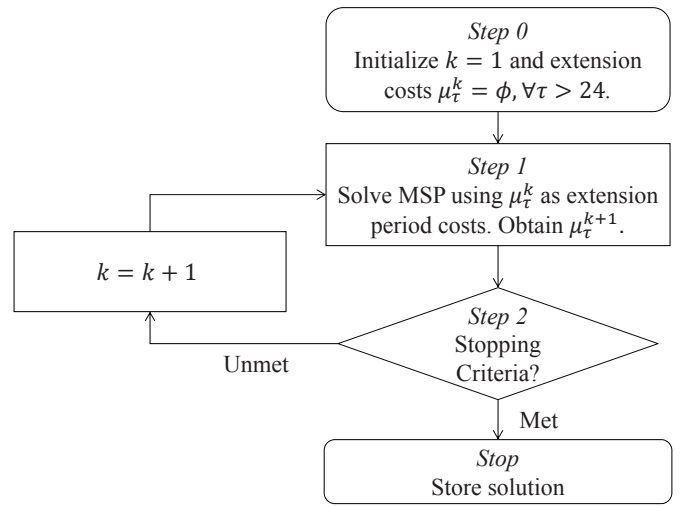 Step 0
Initialize k = 1 and extension
costs μ_τ^k = ϕ, ∀τ > 24.
Step 1
Solve MSP using μ_τ^k as extension
period costs. Obtain μ_τ^{k+1}.
k = k + 1
Step 2
Stopping
Criteria?
Unmet
Met
Stop
Store solution